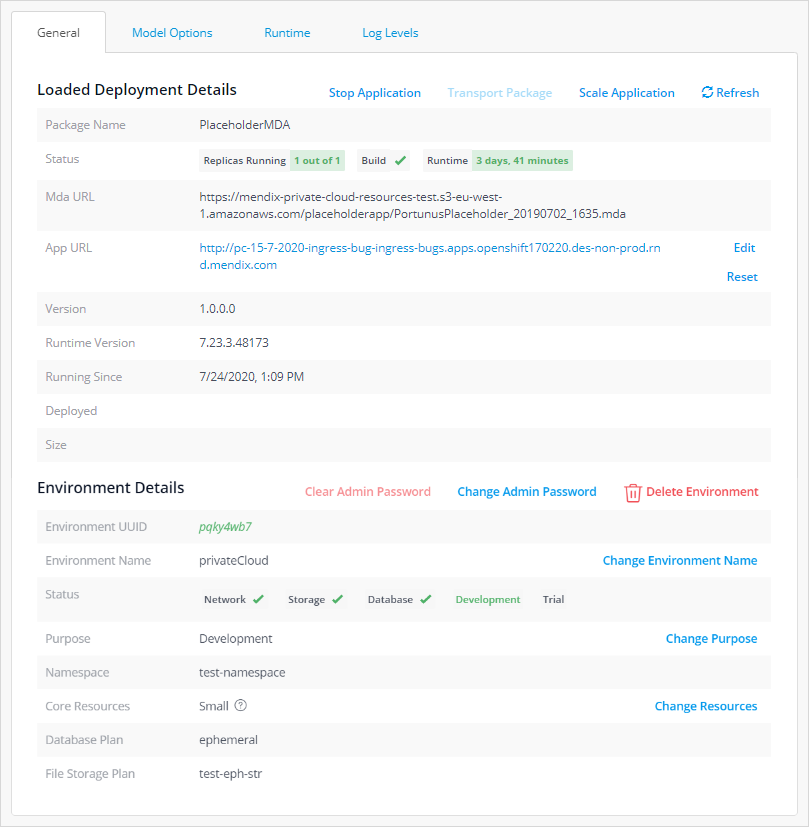 General Model Options Runtime Log Levels
Loaded Deployment Details Stop Application Transport Package Scale Application Refresh
Package Name PlaceholderMDA
Status Replicas Running 1 out of 1 Build Runtime 3 days, 41 minutes
Mda URL https://mendix-private-cloud-resources-test.s3-eu-west-
1.amazonaws.com/placeholderapp/PortunusPlaceholder_20190702_1635.mda
App URL http://pc-15-7-2020-ingress-bug-ingress-bugs.apps.openshift170220.des-non-prod.rn Edit
d.mendix.com
Reset
Version 1.0.0.0
Runtime Version 7.23.3.48173
Running Since 7/24/2020, 1:09 PM
Deployed
Size
Environment Details Clear Admin Password Change Admin Password Delete Environment
Environment UUID pqky4wb7
Environment Name privateCloud Change Environment Name
Status Network Storage Database Development Trial
Purpose Development Change Purpose
Namespace test-namespace
Core Resources Small ? Change Resources
Database Plan ephemeral
File Storage Plan test-eph-str